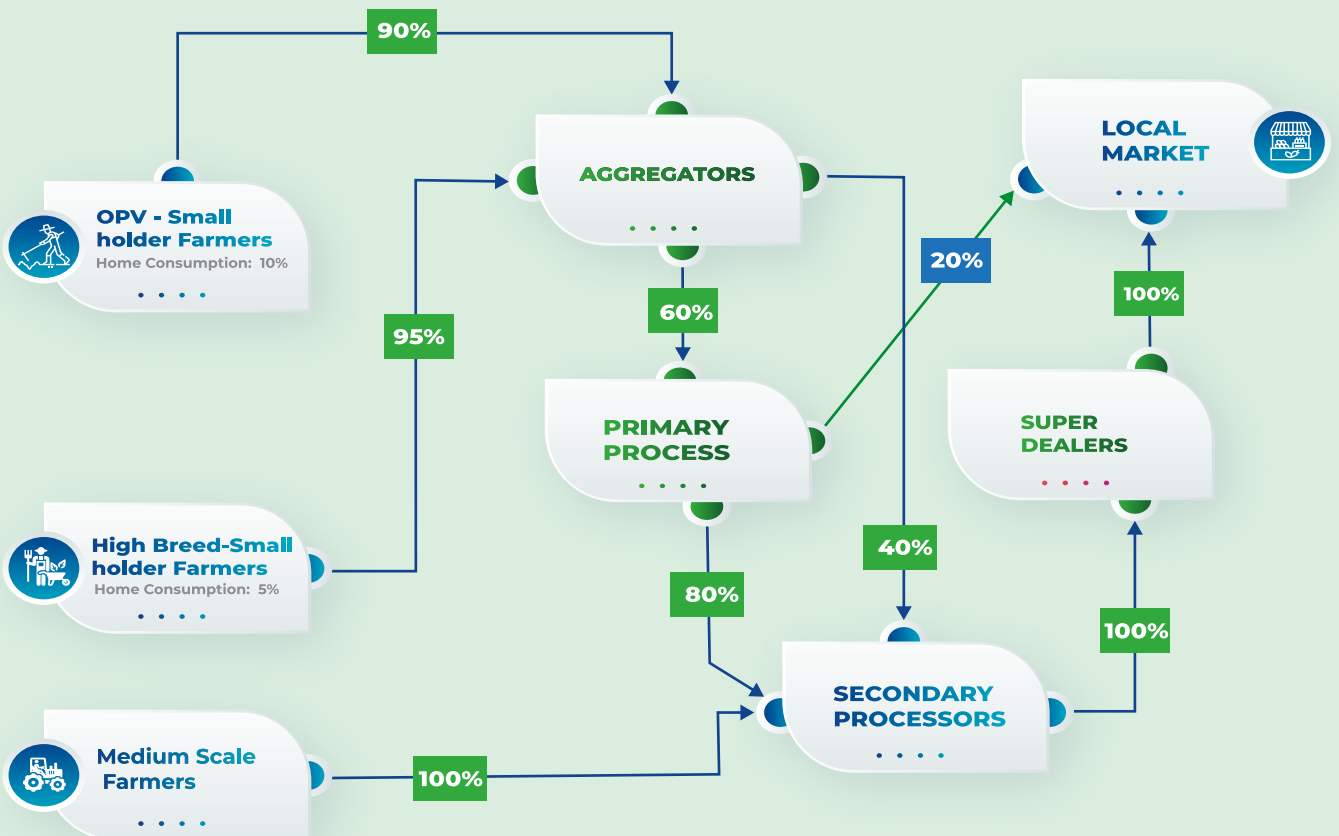 90%
LOCAL
MARKET
AGGREGATORS
OPV - Small
holder Farmers
Home Consumption: 10%
20%
100%
60%
95%
PRIMARY
PROCESS
SUPER
DEALERS
High Breed-Small
holder Farmers
Home Consumption: 5%
40%
80%
100%
SECONDARY
PROCESSORS
Medium Scale
Farmers
100%